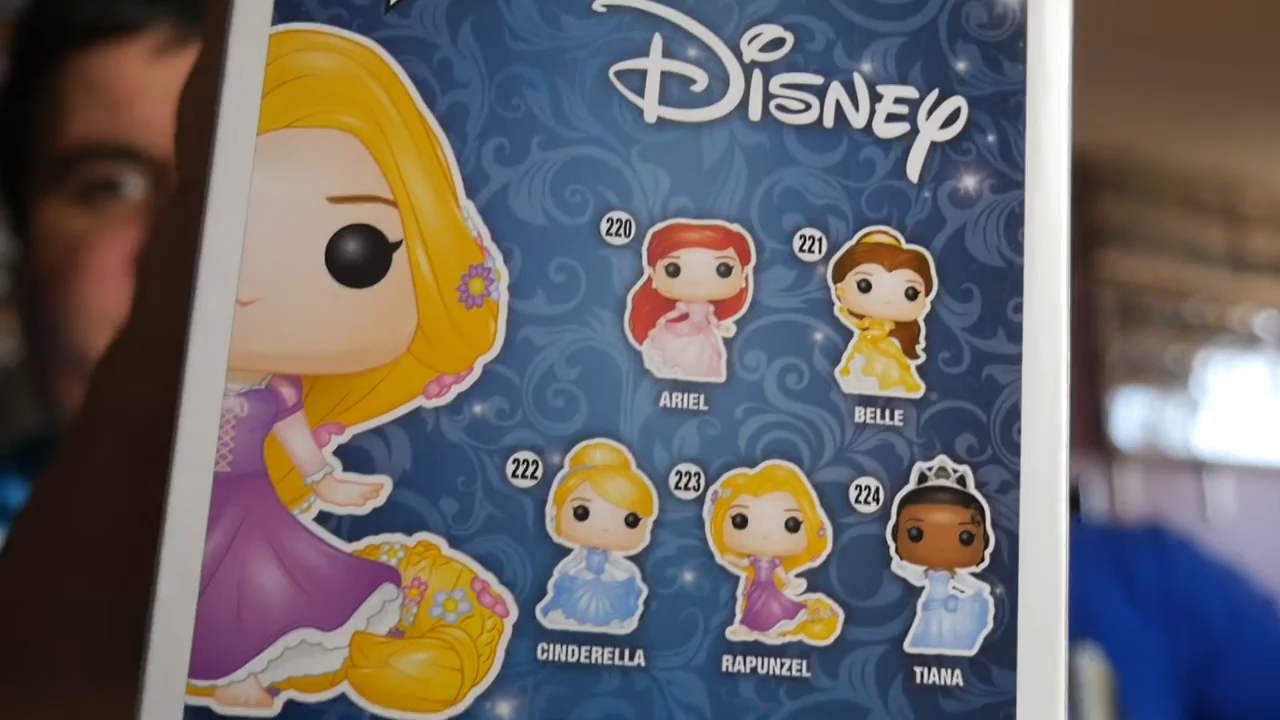 Disney
220
221
ARIEL
BELLE
222
223
224
CINDERELLA
RAPUNZEL
TIANA